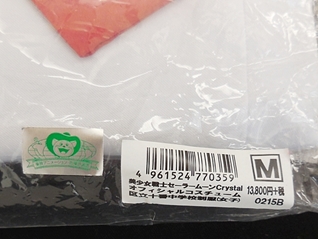 4 961524 770359
美少女戦士セーラームーンCrystal
オフィシャルコスチューム
区立十番中学校制服(女子)
M
13,800円+税
0215B